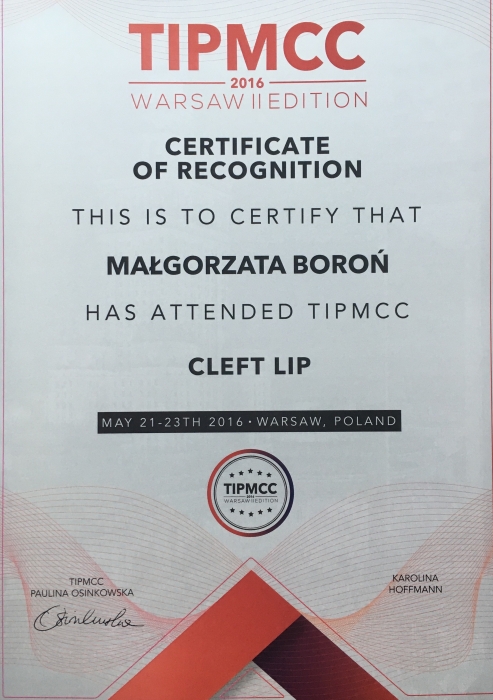 TIPMCC
2016
WARSAW II EDITION
CERTIFICATE
OF RECOGNITION
THIS IS TO CERTIFY THAT
MAŁGORZATA BOROŃ
HAS ATTENDED TIPMCC
CLEFT LIP
MAY 21-23TH 2016 • WARSAW, POLAND
TIPMCC
2016
WARSAW II EDITION
TIPMCC
PAULINA OSINKOWSKA
KAROLINA
HOFFMANN